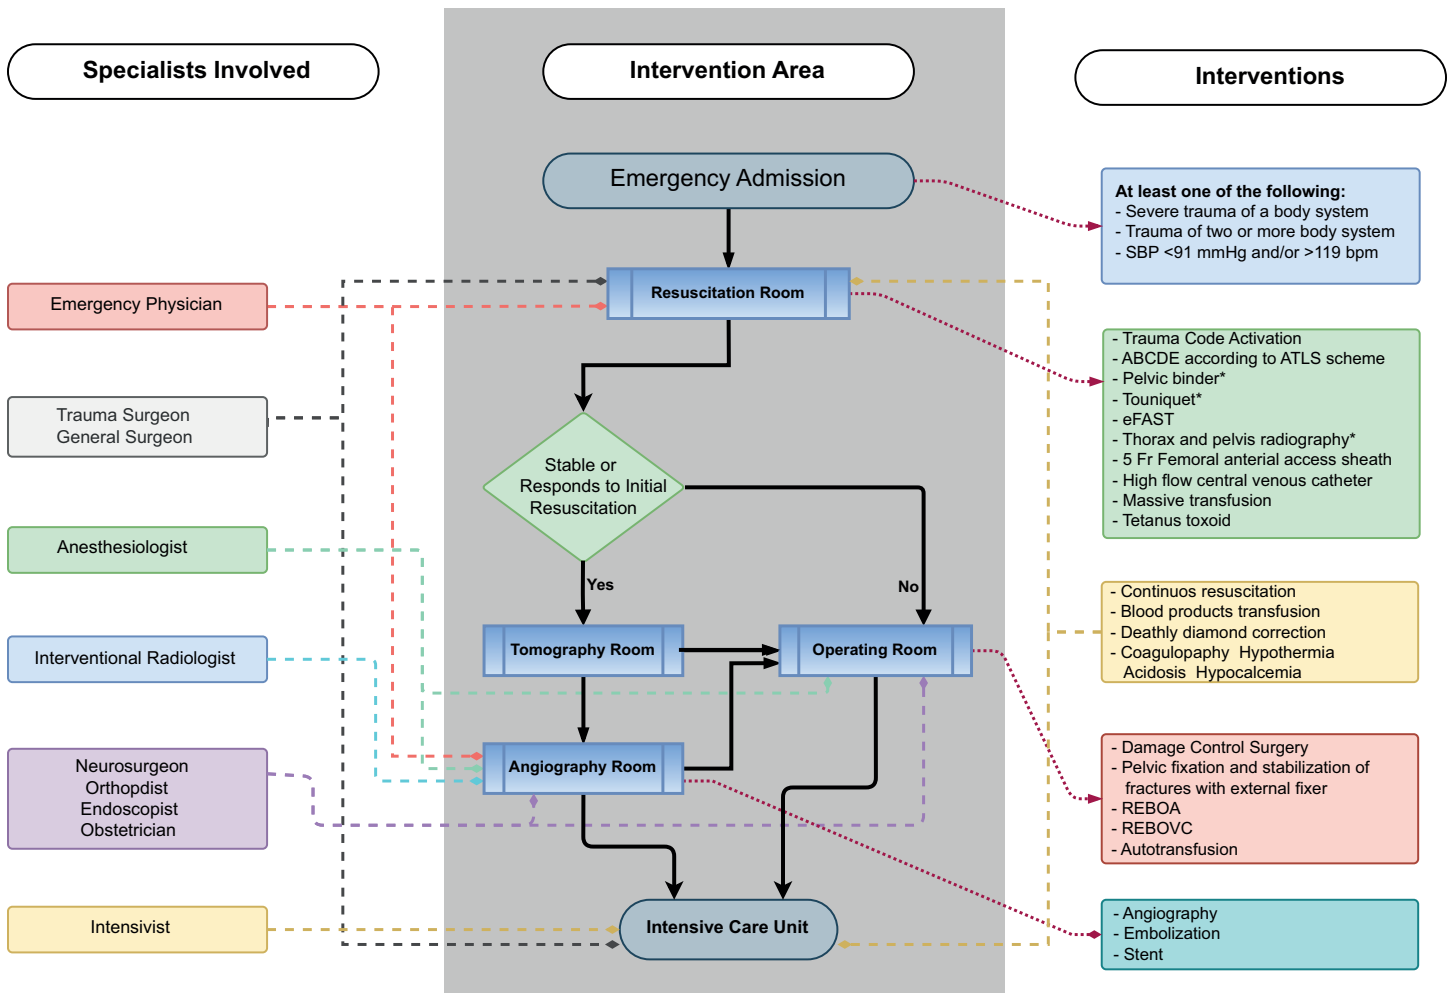 Specialists Involved
Intervention Area
Interventions
Emergency Admission
At least one of the following:
- Severe trauma of a body system
- Trauma of two or more body system
- SBP <91 mmHg and/or >119 bpm
Resuscitation Room
Emergency Physician
- Trauma Code Activation
- ABCDE according to ATLS scheme
- Pelvic binder*
- Touniquet*
- eFAST
- Thorax and pelvis radiography*
- 5 Fr Femoral anterial access sheath
- High flow central venous catheter
- Massive transfusion
- Tetanus toxoid
Trauma Surgeon
General Surgeon
Stable or
Responds to Initial
Resuscitation
Anesthesiologist
Yes
No
- Continuos resuscitation
- Blood products transfusion
- Deathly diamond correction
- Coagulopaphy Hypothermia
Acidosis Hypocalcemia
Interventional Radiologist
Tomography Room
Operating Room
Neurosurgeon
Orthopdist
Endoscopist
Obstetrician
Angiography Room
- Damage Control Surgery
- Pelvic fixation and stabilization of
fractures with external fixer
- REBOA
- REBOVC
- Autotransfusion
Intensivist
Intensive Care Unit
- Angiography
- Embolization
- Stent